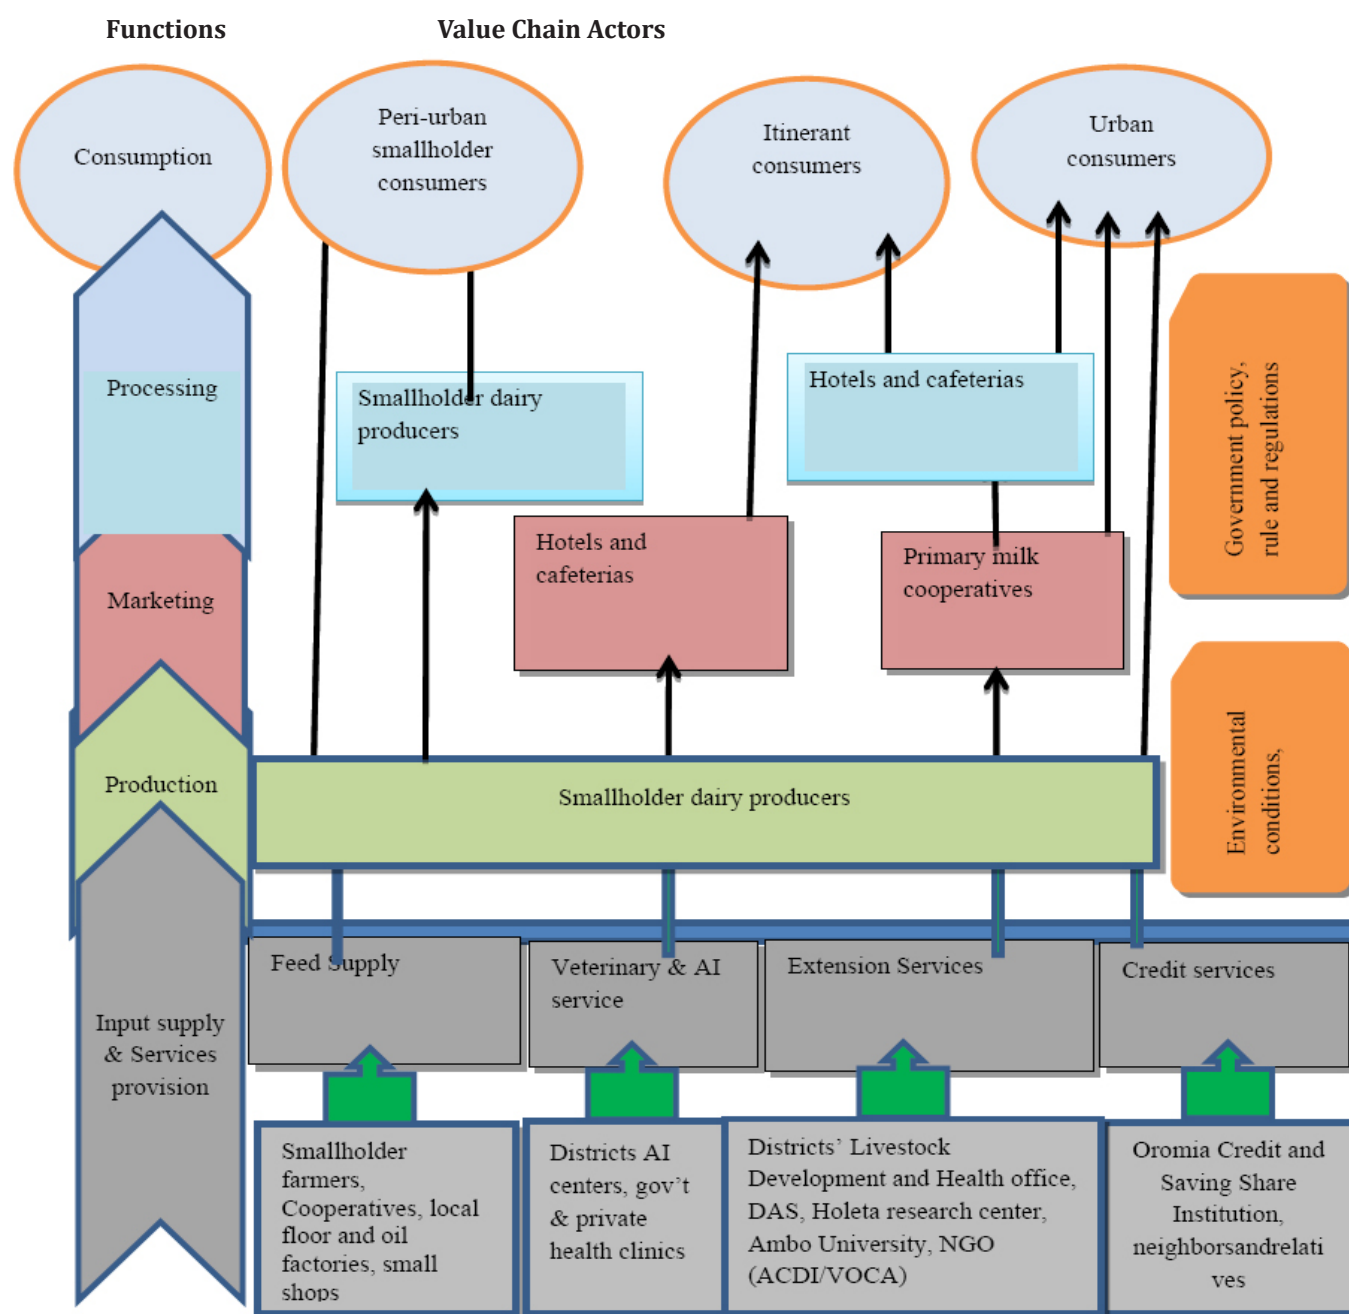 Functions
Value Chain Actors
Consumption
Peri-urban
smallholder
consumers
Itinerant
consumers
Urban
consumers
Processing
Smallholder dairy
producers
Hotels and cafeterias
Government policy,
rule and regulations
Marketing
Hotels and
cafeterias
Primary milk
cooperatives
Production
Smallholder dairy producers
Environmental
conditions,
Input supply
& Services
provision
Feed Supply
Veterinary & AI
service
Extension Services
Credit services
Smallholder
farmers,
Cooperatives, local
floor and oil
factories, small
shops
Districts AI
centers, gov't
& private
health clinics
Districts' Livestock
Development and Health office,
DAS, Holeta research center,
Ambo University, NGO
(ACDI/VOCA)
Oromia Credit and
Saving Share
Institution,
neighborsandrelati
ves